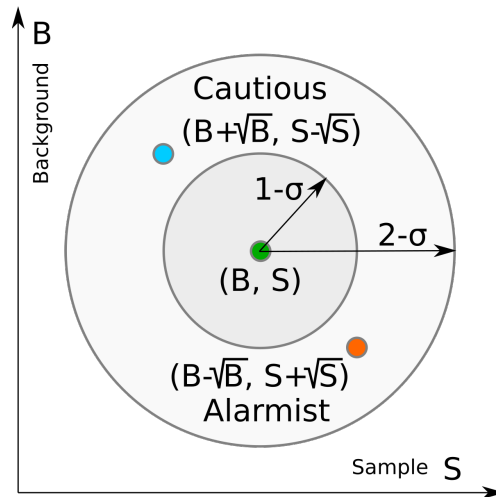 B
Background
Cautious
(B+√B, S-√S)
1-σ
2-σ
(B, S)
(B-√B, S+√S)
Alarmist
Sample S